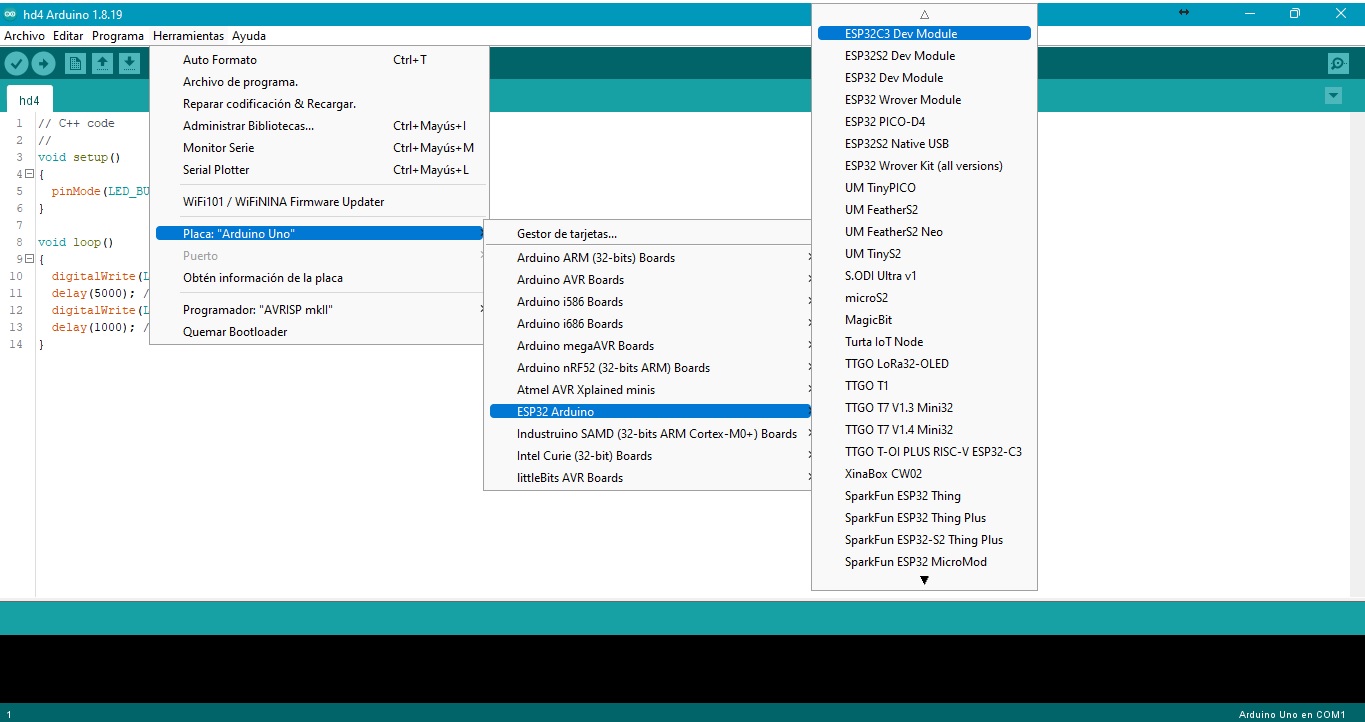 hd4 Arduino 1.8.19
Archivo Editar Programa Herramientas Ayuda
hd4
1 // C++ code
2 //
3 void setup()
4 {
5 pinMode(LED_BU
6 }
7
8 void loop()
9 {
10 digitalWrite(L
11 delay(5000); /
12 digitalWrite(L
13 delay(1000); /
14 }
Auto Formato Ctrl+T
Archivo de programa.
Reparar codificación & Recargar.
Administrar Bibliotecas... Ctrl+Mayús+I
Monitor Serie Ctrl+Mayús+M
Serial Plotter Ctrl+Mayús+L
WiFi101 / WiFiNINA Firmware Updater
Placa: "Arduino Uno"
Puerto
Obtén información de la placa
Programador: "AVRISP mkII"
Quemar Bootloader
Gestor de tarjetas...
Arduino ARM (32-bits) Boards
Arduino AVR Boards
Arduino i586 Boards
Arduino i686 Boards
Arduino megaAVR Boards
Arduino nRF52 (32-bits ARM) Boards
Atmel AVR Xplained minis
ESP32 Arduino
Industruino SAMD (32-bits ARM Cortex-M0+) Boards
Intel Curie (32-bit) Boards
littleBits AVR Boards
ESP32C3 Dev Module
ESP32S2 Dev Module
ESP32 Dev Module
ESP32 Wrover Module
ESP32 PICO-D4
ESP32S2 Native USB
ESP32 Wrover Kit (all versions)
UM TinyPICO
UM FeatherS2
UM FeatherS2 Neo
UM TinyS2
S.ODI Ultra v1
microS2
MagicBit
Turta IoT Node
TTGO LoRa32-OLED
TTGO T1
TTGO T7 V1.3 Mini32
TTGO T7 V1.4 Mini32
TTGO T-OI PLUS RISC-V ESP32-C3
XinaBox CW02
SparkFun ESP32 Thing
SparkFun ESP32 Thing Plus
SparkFun ESP32-S2 Thing Plus
SparkFun ESP32 MicroMod
1
Arduino Uno en COM1